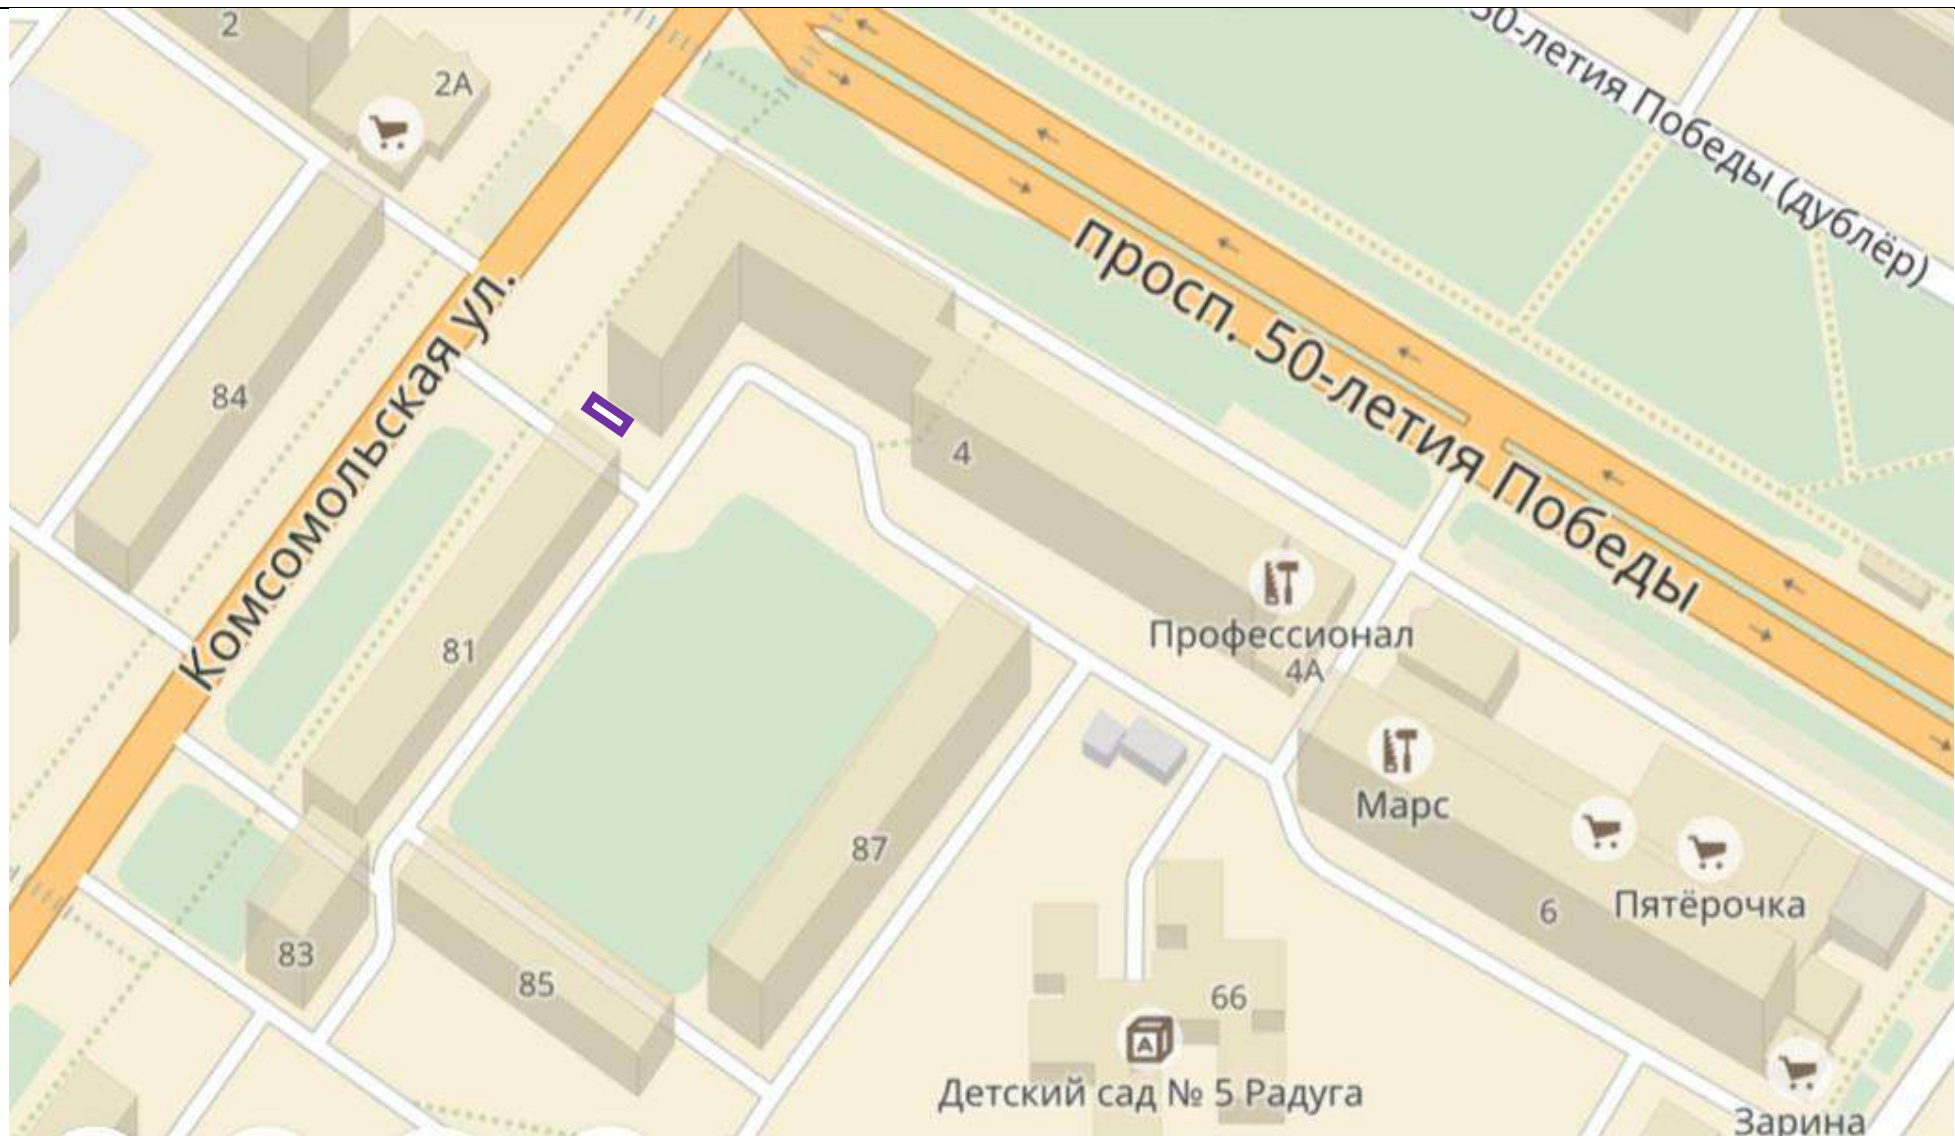 2
2А
50-летия Победы (дублёр)
просп. 50-летия Победы
Комсомольская ул.
84
4
81
Профессионал
4А
Марс
87
6
Пятёрочка
83
85
66
Детский сад № 5 Радуга
Зарина